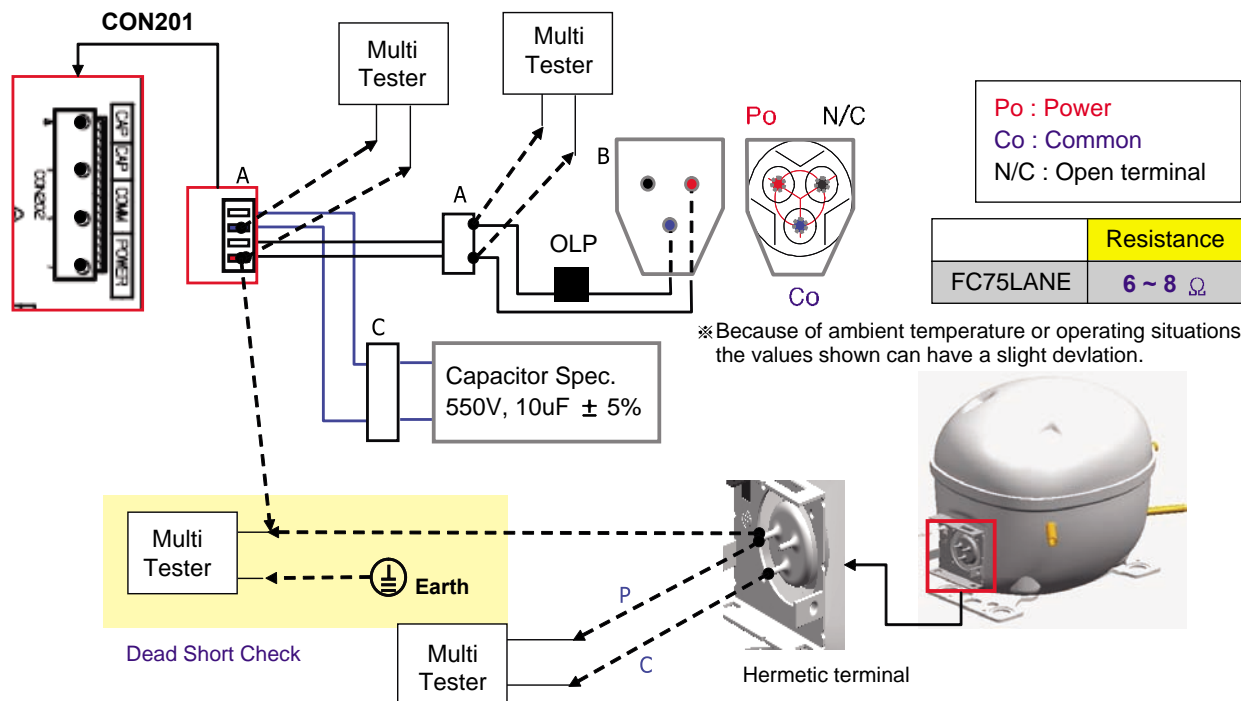 CON201
Multi
Tester
Multi
Tester
CAP
CAP
COMM
POWER
CON202
A
A
B
Po
N/C
Co
OLP
C
Po : Power
Co : Common
N/C : Open terminal
Resistance
FC75LANE
6 ~ 8 Ω
※Because of ambient temperature or operating situations
the values shown can have a slight devlation.
Capacitor Spec.
550V, 10uF ± 5%
Multi
Tester
Earth
Dead Short Check
P
C
Multi
Tester
Hermetic terminal